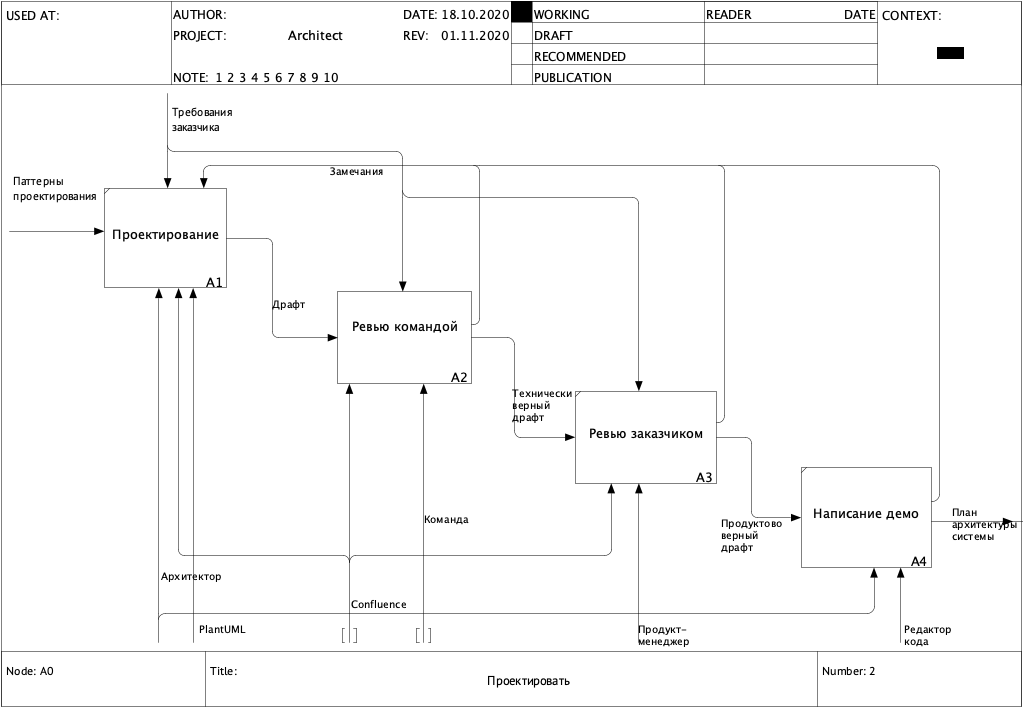 USED AT:
AUTHOR:
DATE: 18.10.2020
WORKING
READER
DATE
CONTEXT:
PROJECT:
Architect
REV:
01.11.2020
DRAFT
RECOMMENDED
NOTE: 1 2 3 4 5 6 7 8 9 10
PUBLICATION
Требования
заказчика
Замечания
Паттерны
проектирования
Проектирование
A1
Драфт
Ревью командой
A2
Технически
верный
драфт
Ревью заказчиком
A3
Продуктово
верный
драфт
Написание демо
A4
План
архитектуры
системы
Команда
Архитектор
Confluence
PlantUML
[ ]
[ ]
Продукт-
менеджер
Редактор
кода
Node: A0
Title:
Проектировать
Number: 2